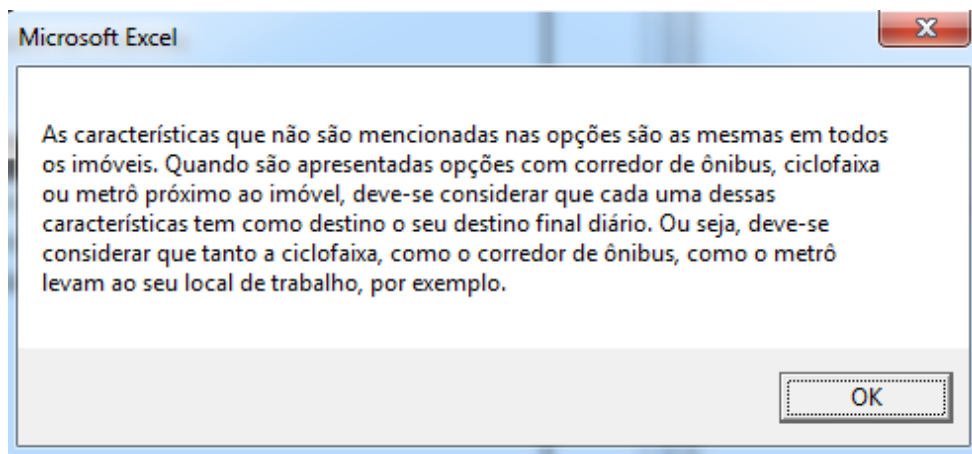 Microsoft Excel
As características que não são mencionadas nas opções são as mesmas em todos
os imóveis. Quando são apresentadas opções com corredor de ônibus, ciclofaixa
ou metrô próximo ao imóvel, deve-se considerar que cada uma dessas
características tem como destino o seu destino final diário. Ou seja, deve-se
considerar que tanto a ciclofaixa, como o corredor de ônibus, como o metrô
levam ao seu local de trabalho, por exemplo.
OK